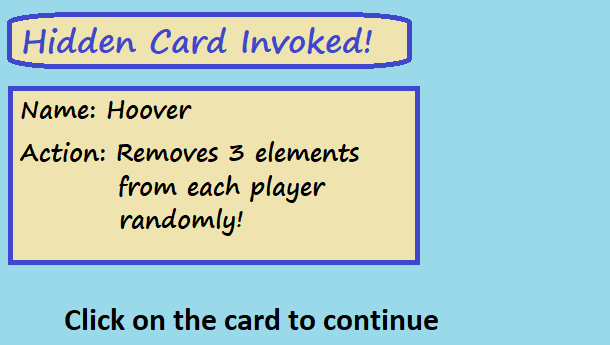 Hidden Card Invoked!
Name: Hoover
Action: Removes 3 elements
from each player
randomly!
Click on the card to continue